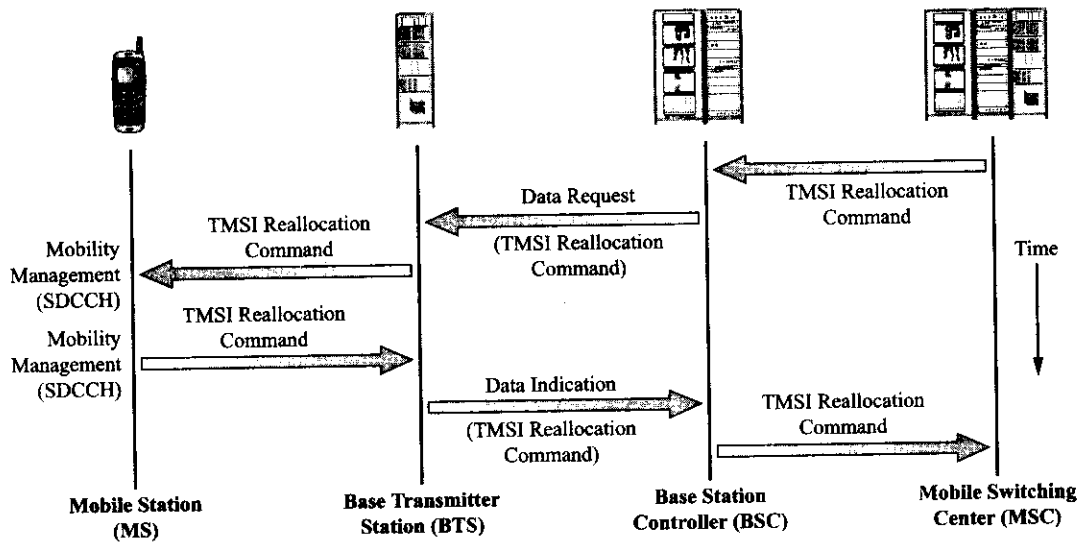 TMSI Reallocation
Command
Data Request
(TMSI Reallocation
Command)
TMSI Reallocation
Command
Mobility
Management
(SDCCH)
Time
TMSI Reallocation
Command
Mobility
Management
(SDCCH)
Data Indication
(TMSI Reallocation
Command)
TMSI Reallocation
Command
Mobile Station
(MS)
Base Transmitter
Station (BTS)
Base Station
Controller (BSC)
Mobile Switching
Center (MSC)